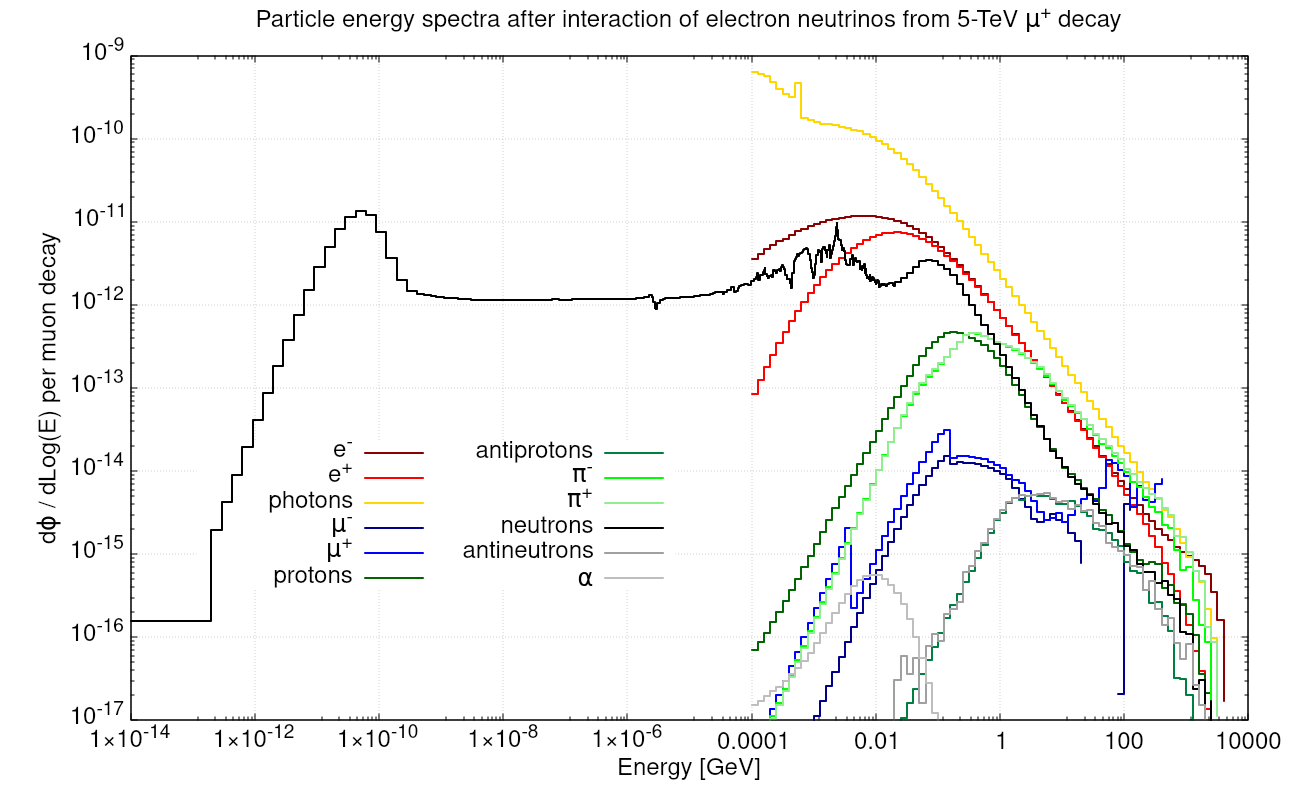 Particle energy spectra after interaction of electron neutrinos from 5-TeV μ⁺ decay
dϕ / dLog(E) per muon decay
10⁻⁹
10⁻¹⁰
10⁻¹¹
10⁻¹²
10⁻¹³
10⁻¹⁴
10⁻¹⁵
10⁻¹⁶
10⁻¹⁷
e⁻
e⁺
photons
μ⁻
μ⁺
protons
antiprotons
π⁻
π⁺
neutrons
antineutrons
α
1×10⁻¹⁴ 1×10⁻¹² 1×10⁻¹⁰ 1×10⁻⁸ 1×10⁻⁶ 0.0001 0.01 1 100 10000
Energy [GeV]